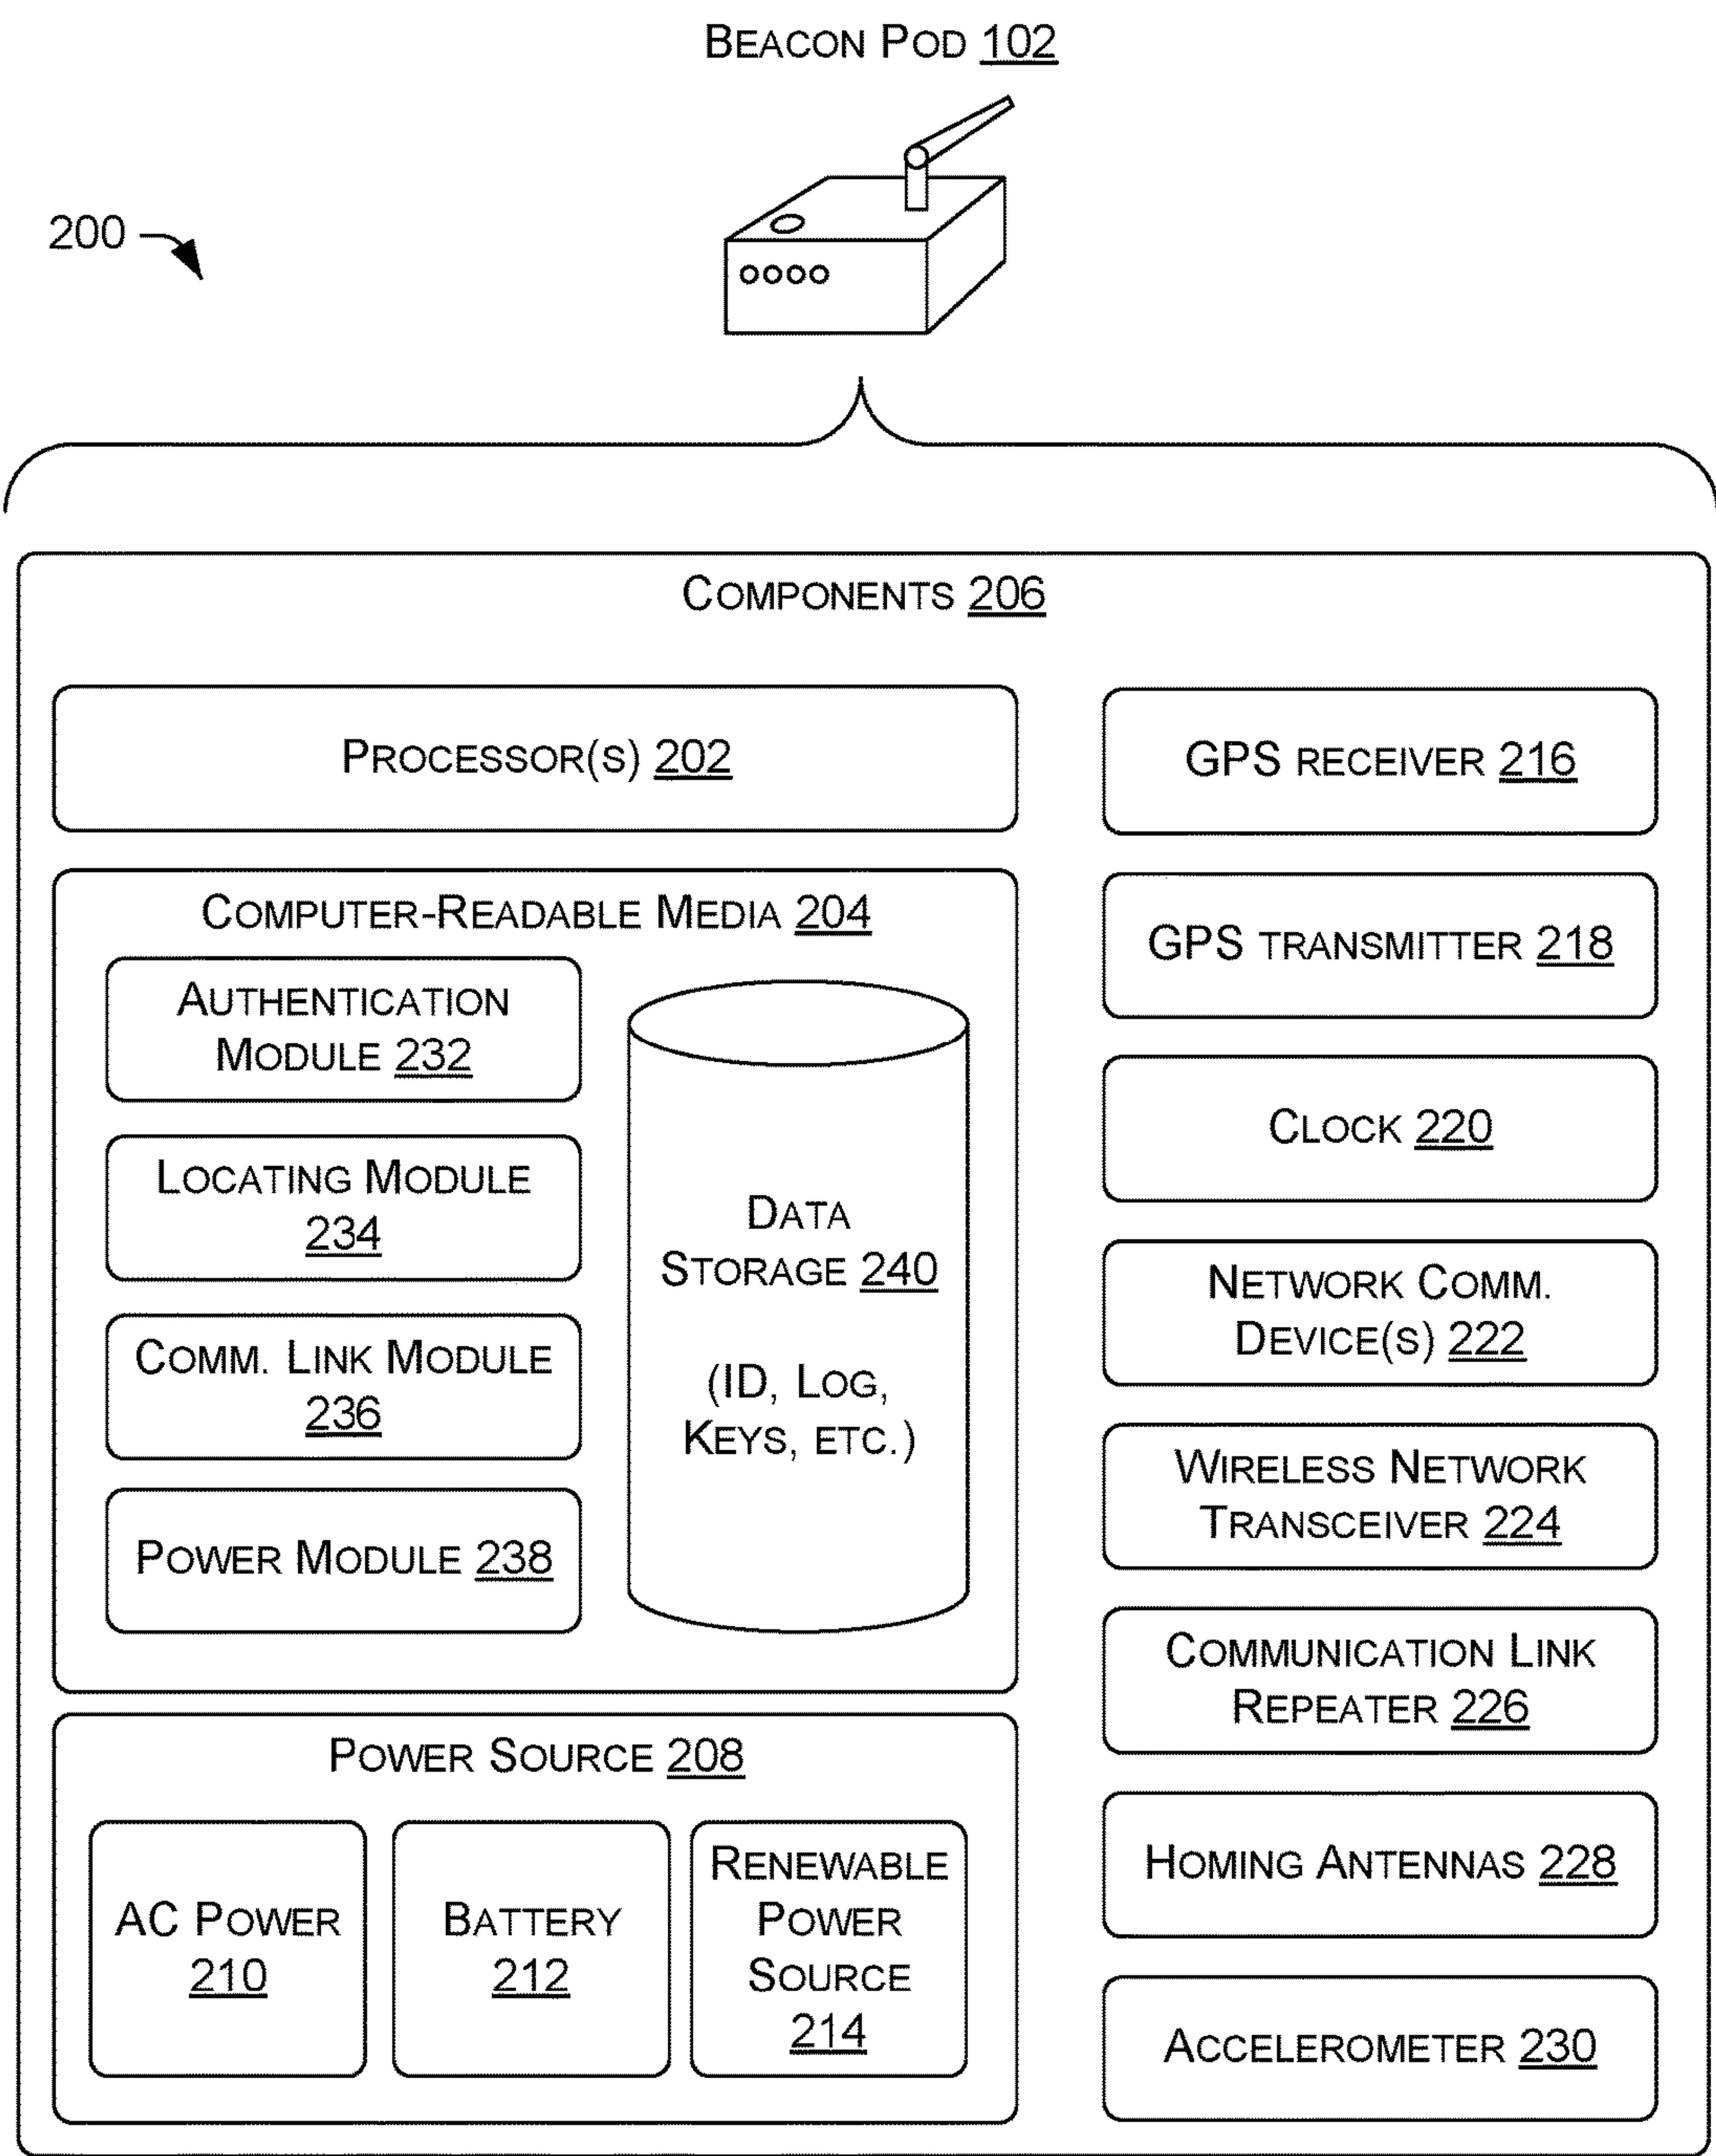 BEACON POD 102
200
COMPONENTS 206
PROCESSOR(S) 202
COMPUTER-READABLE MEDIA 204
AUTHENTICATION
MODULE 232
LOCATING MODULE
234
COMM. LINK MODULE
236
POWER MODULE 238
DATA
STORAGE 240
(ID, LOG,
KEYS, ETC.)
POWER SOURCE 208
AC POWER
210
BATTERY
212
RENEWABLE
POWER
SOURCE
214
GPS RECEIVER 216
GPS TRANSMITTER 218
CLOCK 220
NETWORK COMM.
DEVICE(S) 222
WIRELESS NETWORK
TRANSCEIVER 224
COMMUNICATION LINK
REPEATER 226
HOMING ANTENNAS 228
ACCELEROMETER 230